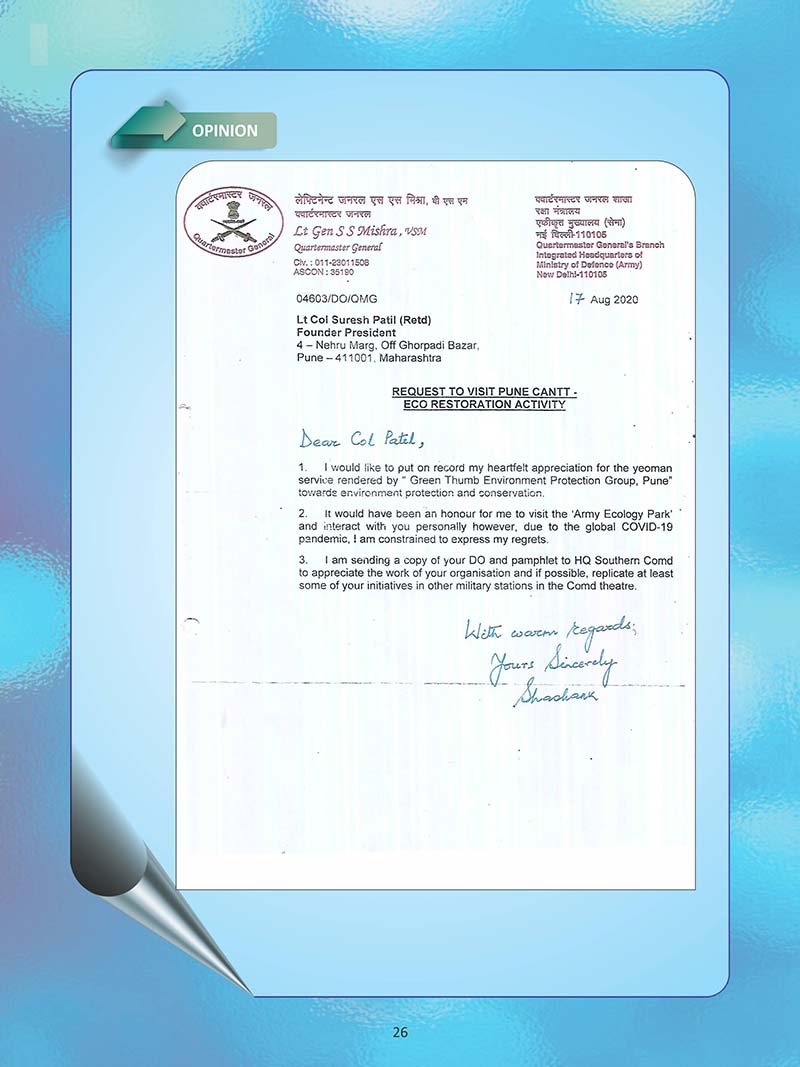 OPINION
क्वार्टरमास्टर जनरल
Quartermaster General
लेफ्टिनेन्ट जनरल एस एस मिश्रा, वी एस एम
क्वार्टरमास्टर जनरल
Lt Gen S S Mishra, VSM
Quartermaster General
Civ. : 011-23011508
ASCON : 35190
क्वार्टरमास्टर जनरल शाखा
रक्षा मंत्रालय
एकीकृत मुख्यालय (सेना)
नई दिल्ली-110105
Quartermaster General's Branch
Integrated Headquarters of
Ministry of Defence (Army)
New Delhi-110105
04603/DO/QMG
17 Aug 2020
Lt Col Suresh Patil (Retd)
Founder President
4 – Nehru Marg, Off Ghorpadi Bazar,
Pune – 411001, Maharashtra
REQUEST TO VISIT PUNE CANTT -
ECO RESTORATION ACTIVITY
Dear Col Patil,
1. I would like to put on record my heartfelt appreciation for the yeoman
service rendered by " Green Thumb Environment Protection Group, Pune"
towards environment protection and conservation.
2. It would have been an honour for me to visit the 'Army Ecology Park'
and interact with you personally however, due to the global COVID-19
pandemic, I am constrained to express my regrets.
3. I am sending a copy of your DO and pamphlet to HQ Southern Comd
to appreciate the work of your organisation and if possible, replicate at least
some of your initiatives in other military stations in the Comd theatre.
With warm regards,
Yours Sincerely
Shashank
26